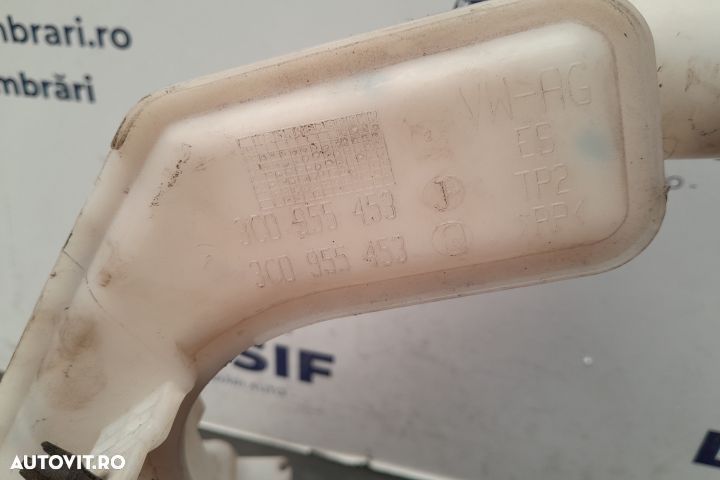 mbrari.ro
mbrări
VW-AG
ES
TP2
>PP<
3C0 955 453 J
3C0 955 453 Q
SIF
AUTOVIT.RO